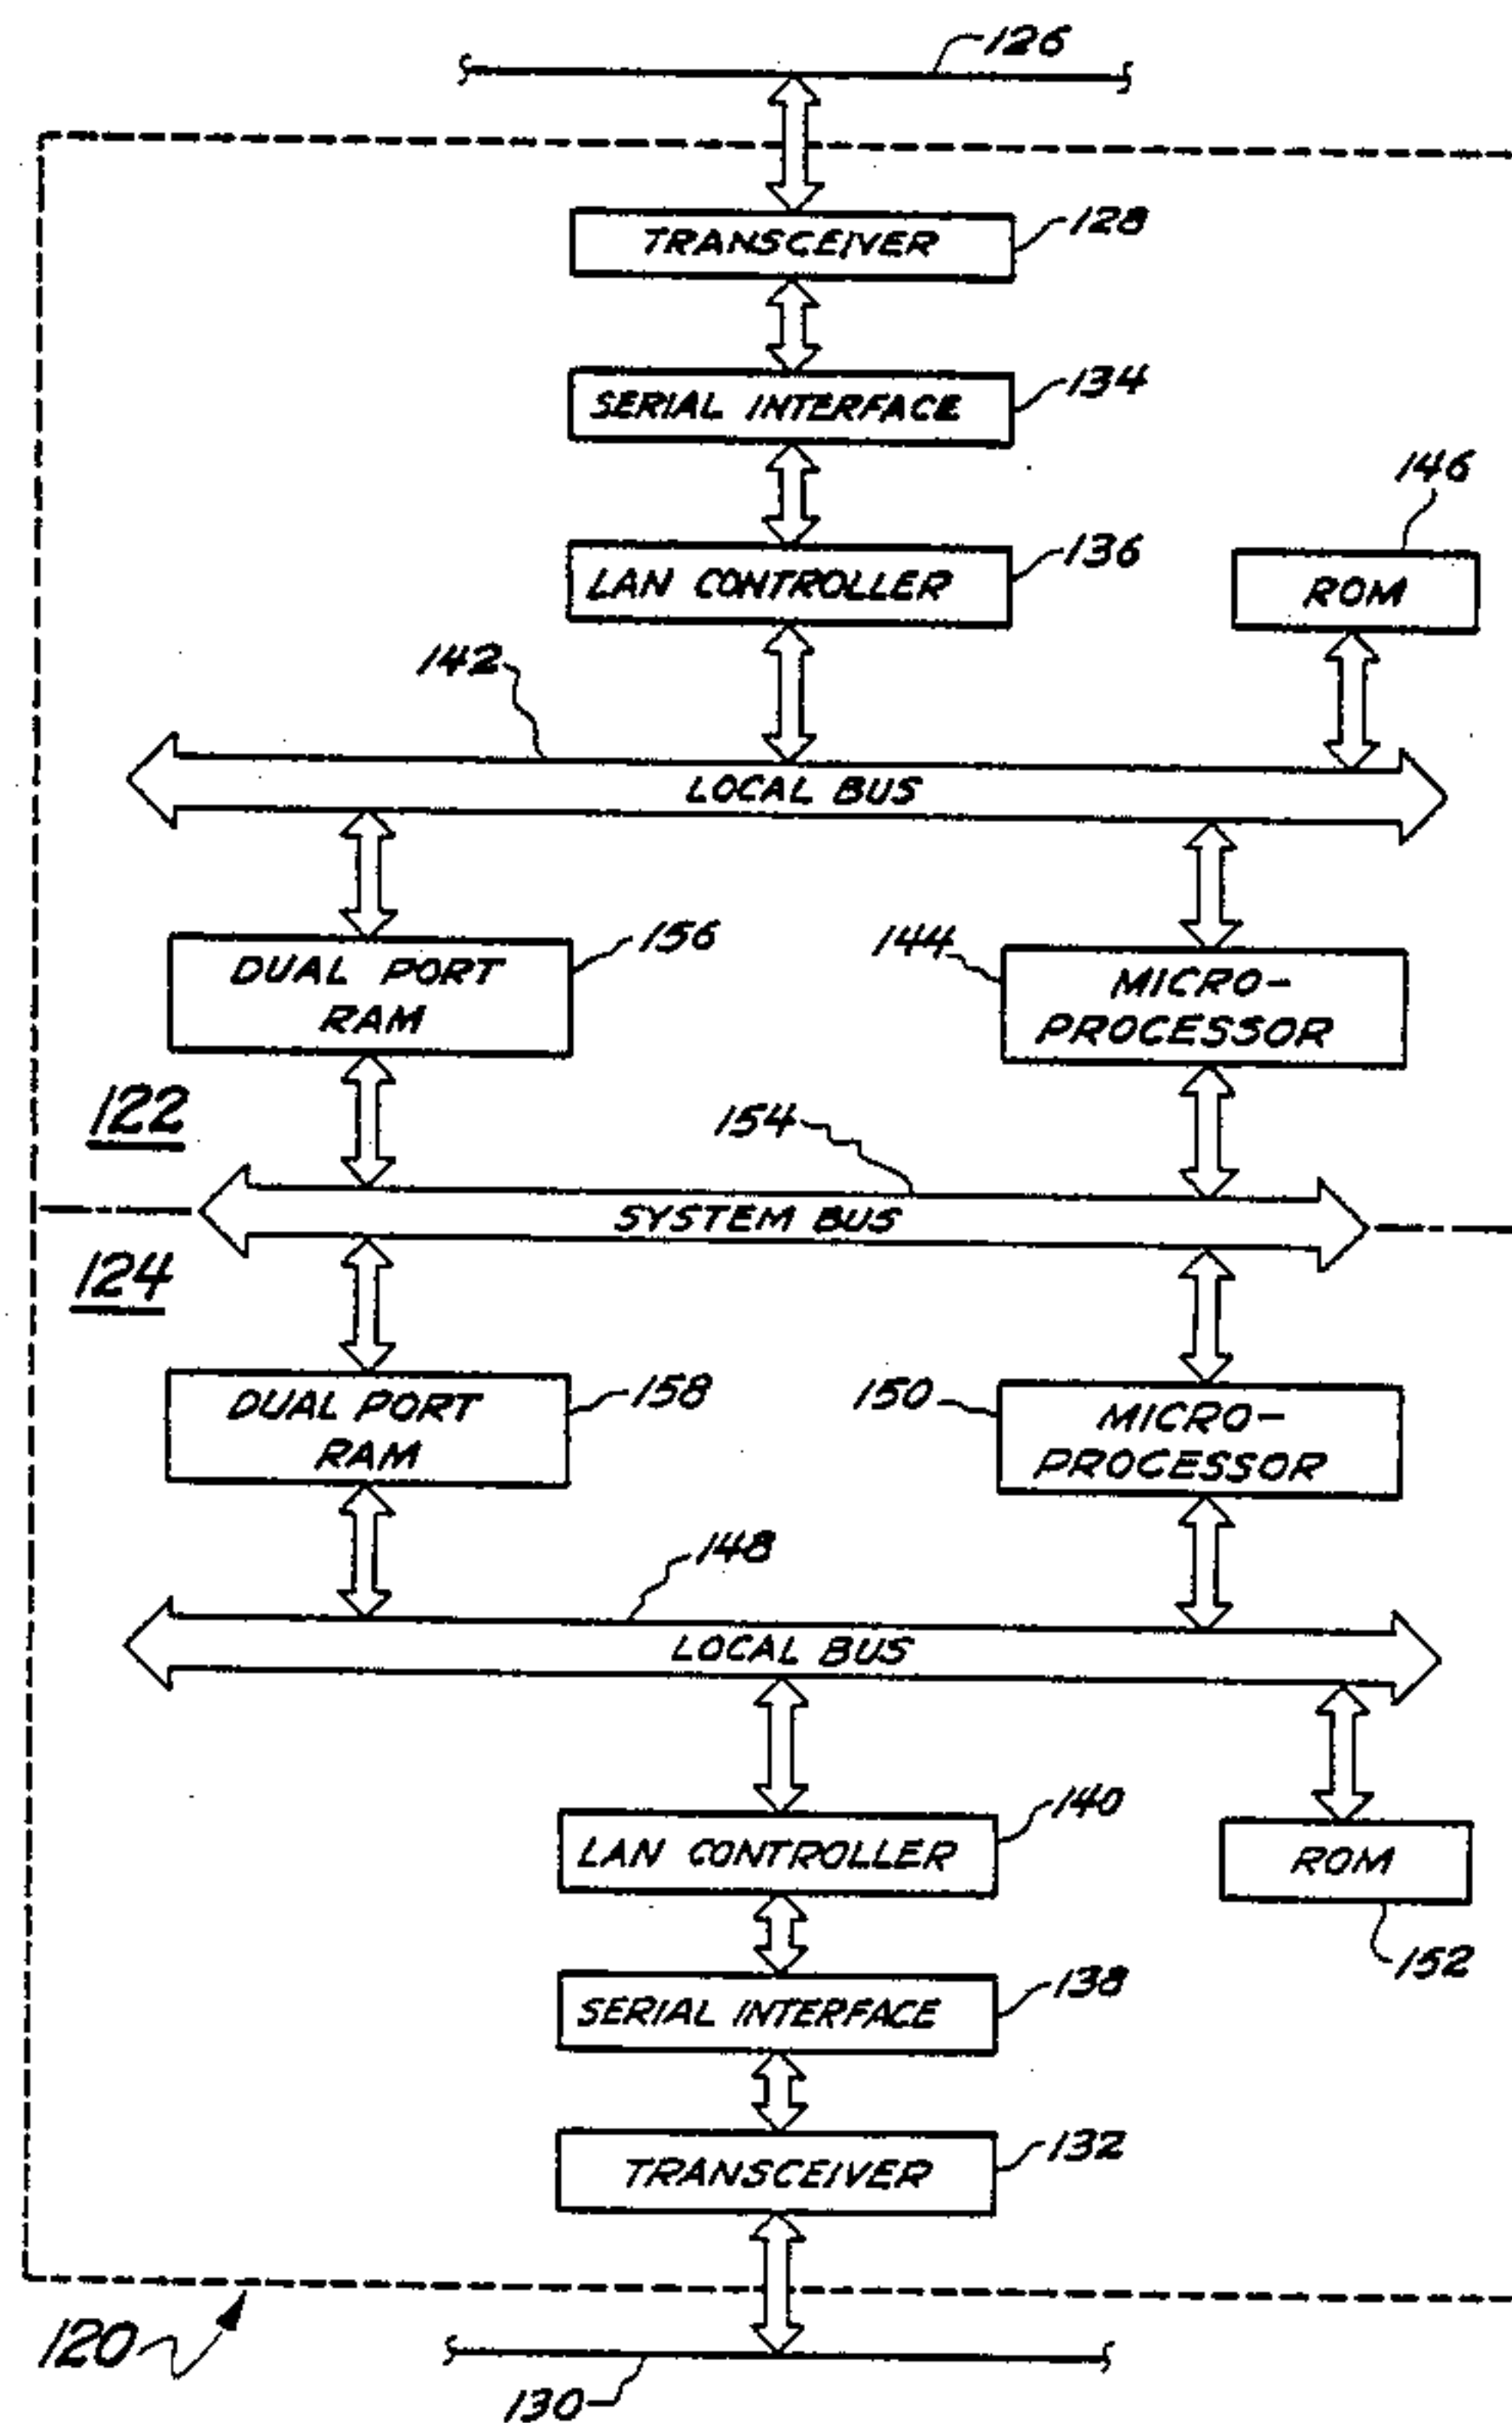 126
TRANSCEIVER
128
SERIAL INTERFACE
134
LAN CONTROLLER
136
146
ROM
142
LOCAL BUS
DUAL PORT
RAM
156
144
MICRO-
PROCESSOR
122
154
SYSTEM BUS
124
DUAL PORT
RAM
158
150
MICRO-
PROCESSOR
148
LOCAL BUS
LAN CONTROLLER
140
ROM
152
SERIAL INTERFACE
138
TRANSCEIVER
132
120
130